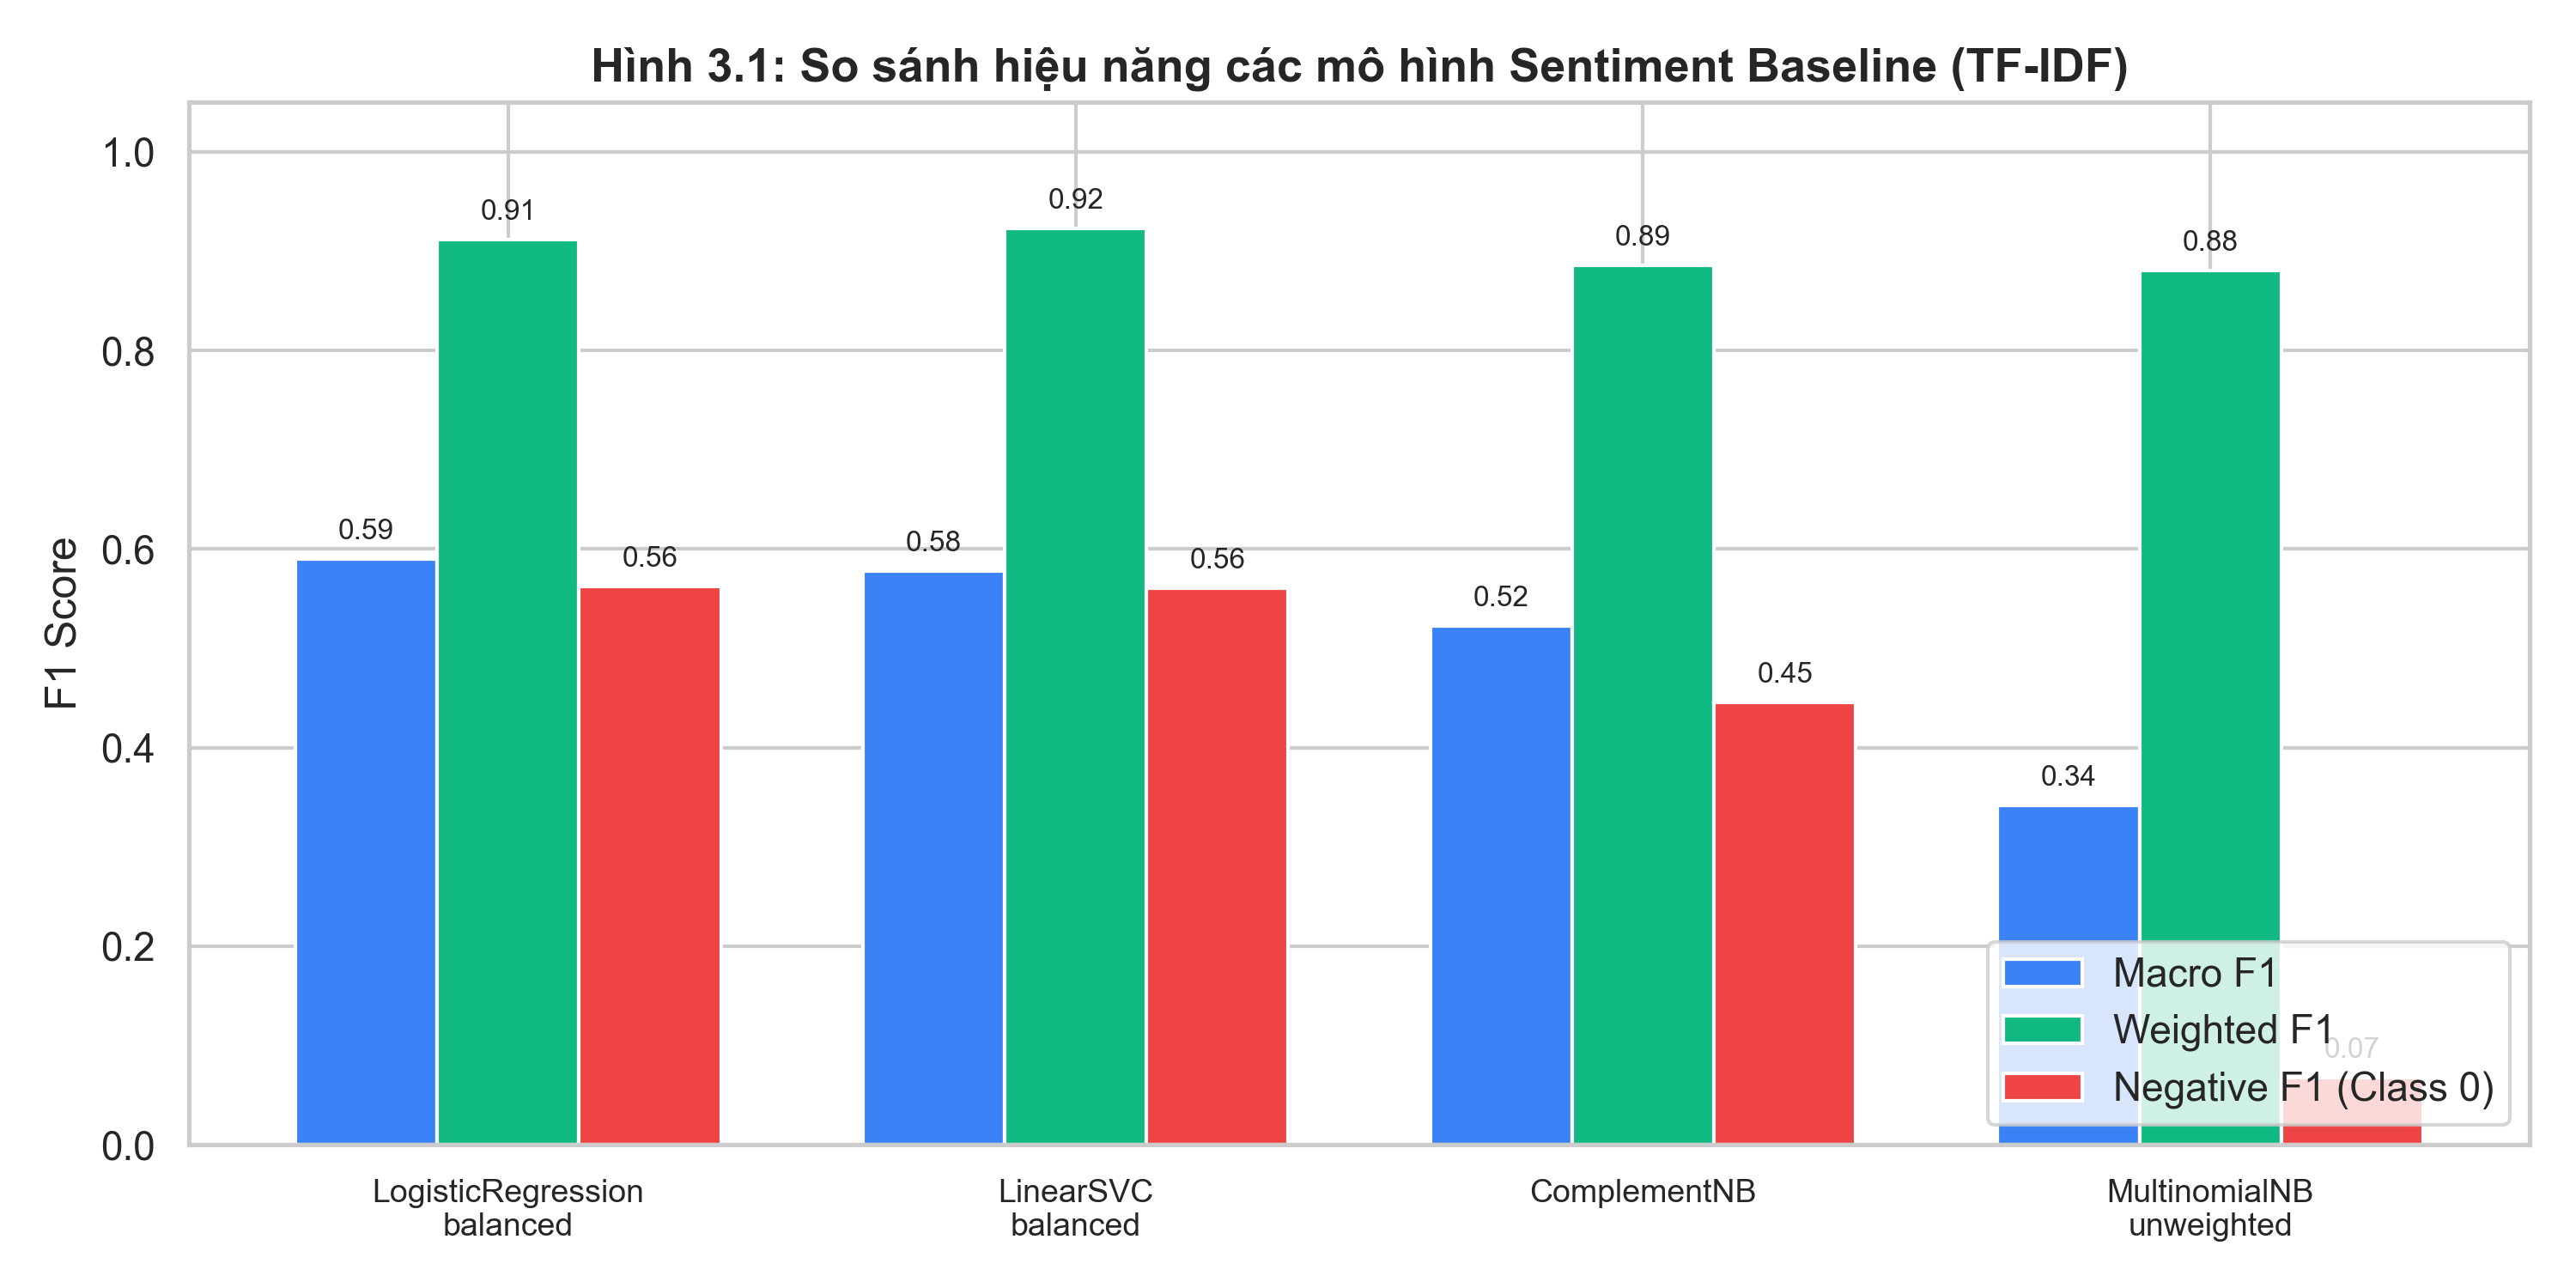 Hình 3.1: So sánh hiệu năng các mô hình Sentiment Baseline (TF-IDF)
F1 Score
1.0
0.8
0.6
0.4
0.2
0.0
0.59
0.91
0.56
0.58
0.92
0.56
0.52
0.89
0.45
0.34
0.88
0.07
Macro F1
Weighted F1
Negative F1 (Class 0)
LogisticRegression
balanced
LinearSVC
balanced
ComplementNB
MultinomialNB
unweighted